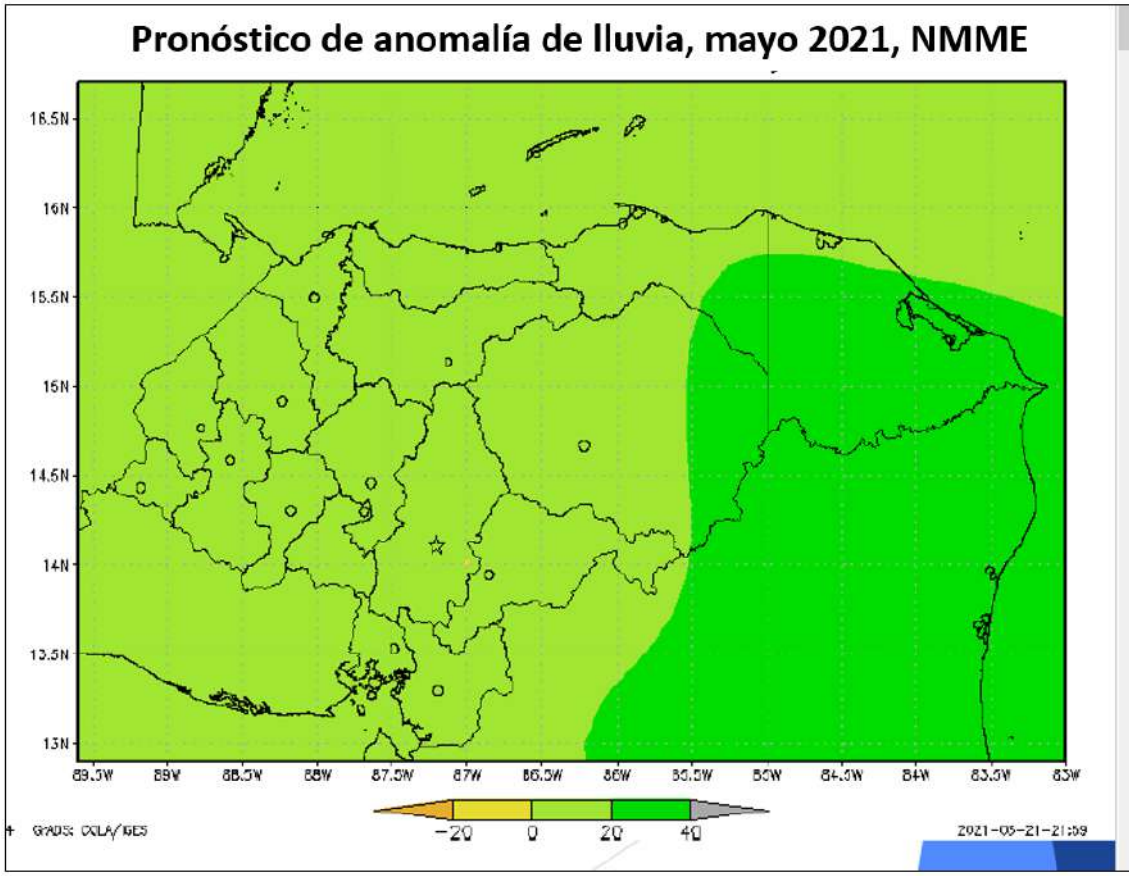 Pronóstico de anomalía de lluvia, mayo 2021, NMME
16.5N
16N
15.5N
15N
14.5N
14N
13.5N
13N
89.5W 89W 88.5W 88W 87.5W 87W 86.5W 86W 85.5W 85W 84.5W 84W 83.5W 83W
-20 0 20 40
GrADS: COLA/IGES
2021-05-21-21:59